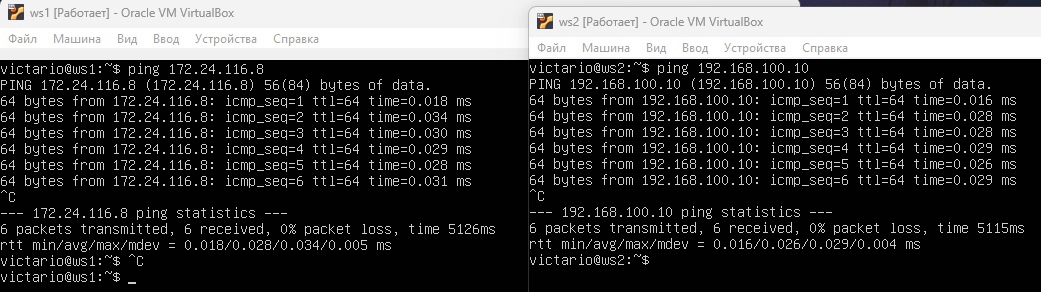 ws1 [Работает] - Oracle VM VirtualBox
Файл Машина Вид Ввод Устройства Справка
victario@ws1:~$ ping 172.24.116.8
PING 172.24.116.8 (172.24.116.8) 56(84) bytes of data.
64 bytes from 172.24.116.8: icmp_seq=1 ttl=64 time=0.018 ms
64 bytes from 172.24.116.8: icmp_seq=2 ttl=64 time=0.034 ms
64 bytes from 172.24.116.8: icmp_seq=3 ttl=64 time=0.030 ms
64 bytes from 172.24.116.8: icmp_seq=4 ttl=64 time=0.029 ms
64 bytes from 172.24.116.8: icmp_seq=5 ttl=64 time=0.028 ms
64 bytes from 172.24.116.8: icmp_seq=6 ttl=64 time=0.031 ms
^C
--- 172.24.116.8 ping statistics ---
6 packets transmitted, 6 received, 0% packet loss, time 5126ms
rtt min/avg/max/mdev = 0.018/0.028/0.034/0.005 ms
victario@ws1:~$ ^C
victario@ws1:~$ _
ws2 [Работает] - Oracle VM VirtualBox
Файл Машина Вид Ввод Устройства Справка
victario@ws2:~$ ping 192.168.100.10
PING 192.168.100.10 (192.168.100.10) 56(84) bytes of data.
64 bytes from 192.168.100.10: icmp_seq=1 ttl=64 time=0.016 ms
64 bytes from 192.168.100.10: icmp_seq=2 ttl=64 time=0.028 ms
64 bytes from 192.168.100.10: icmp_seq=3 ttl=64 time=0.028 ms
64 bytes from 192.168.100.10: icmp_seq=4 ttl=64 time=0.029 ms
64 bytes from 192.168.100.10: icmp_seq=5 ttl=64 time=0.026 ms
64 bytes from 192.168.100.10: icmp_seq=6 ttl=64 time=0.029 ms
^C
--- 192.168.100.10 ping statistics ---
6 packets transmitted, 6 received, 0% packet loss, time 5115ms
rtt min/avg/max/mdev = 0.016/0.026/0.029/0.004 ms
victario@ws2:~$